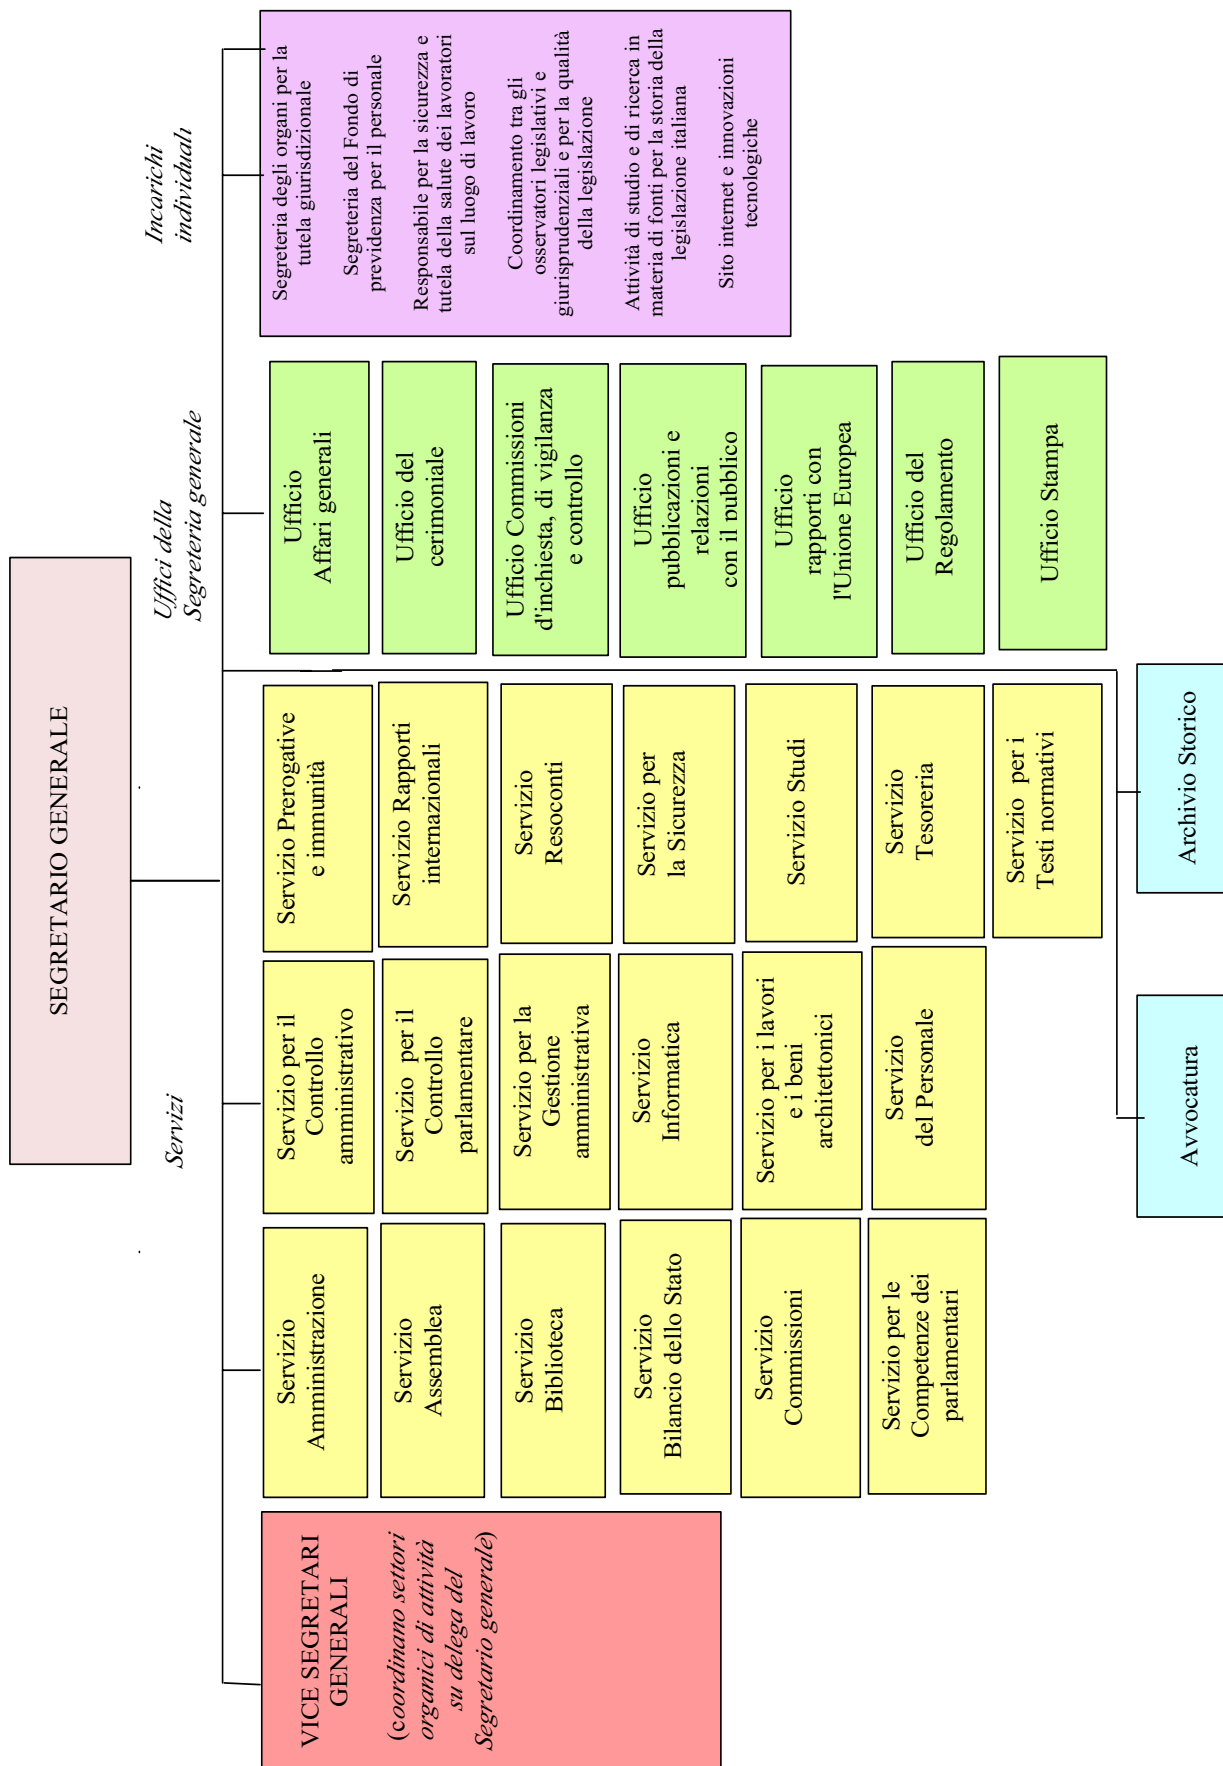 SEGRETARIO GENERALE
Servizi
Uffici della
Segreteria generale
Incarichi
individuali
VICE SEGRETARI
GENERALI
(coordinano settori
organici di attività
su delega del
Segretario generale)
Servizio
Amministrazione
Servizio
Assemblea
Servizio
Biblioteca
Servizio
Bilancio dello Stato
Servizio
Commissioni
Servizio per le
Competenze dei
parlamentari
Servizio per il
Controllo
amministrativo
Servizio per il
Controllo
parlamentare
Servizio per la
Gestione
amministrativa
Servizio
Informatica
Servizio per i lavori
e i beni
architettonici
Servizio
del Personale
Servizio Prerogative
e immunità
Servizio Rapporti
internazionali
Servizio
Resoconti
Servizio per
la Sicurezza
Servizio Studi
Servizio
Tesoreria
Servizio per i
Testi normativi
Ufficio
Affari generali
Ufficio del
cerimoniale
Ufficio Commissioni
d'inchiesta, di vigilanza
e controllo
Ufficio
pubblicazioni e
relazioni
con il pubblico
Ufficio
rapporti con
l'Unione Europea
Ufficio del
Regolamento
Ufficio Stampa
Segreteria degli organi per la
tutela giurisdizionale
Segreteria del Fondo di
previdenza per il personale
Responsabile per la sicurezza e
tutela della salute dei lavoratori
sul luogo di lavoro
Coordinamento tra gli
osservatori legislativi e
giurisprudenziali e per la qualità
della legislazione
Attività di studio e di ricerca in
materia di fonti per la storia della
legislazione italiana
Sito internet e innovazioni
tecnologiche
Avvocatura
Archivio Storico